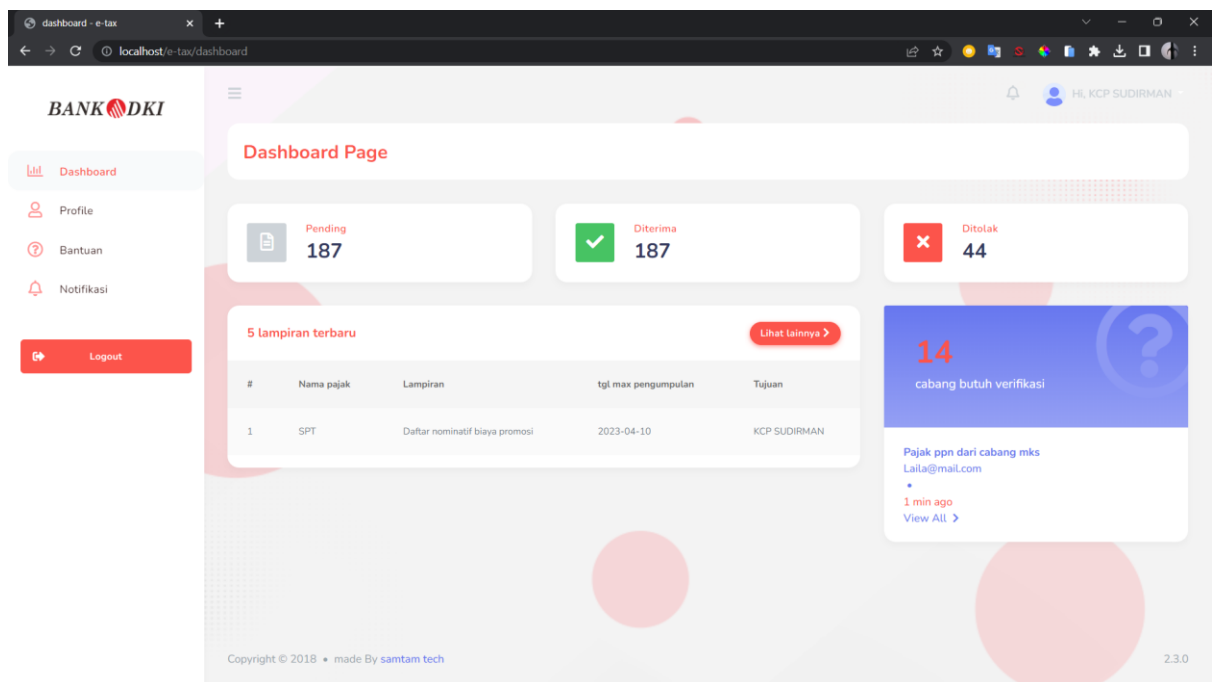 dashboard - e-tax
localhost/e-tax/dashboard
BANK DKI
HI, KCP SUDIRMAN
Dashboard
Profile
Bantuan
Notifikasi
Logout
Dashboard Page
Pending
187
Diterima
187
Ditolak
44
5 lampiran terbaru
Lihat lainnya
# Nama pajak Lampiran tgl max pengumpulan Tujuan
1 SPT Daftar nominatif biaya promosi 2023-04-10 KCP SUDIRMAN
14
cabang butuh verifikasi
Pajak ppn dari cabang mks
Laila@mail.com
•
1 min ago
View All
Copyright © 2018 • made By samtam tech
2.3.0